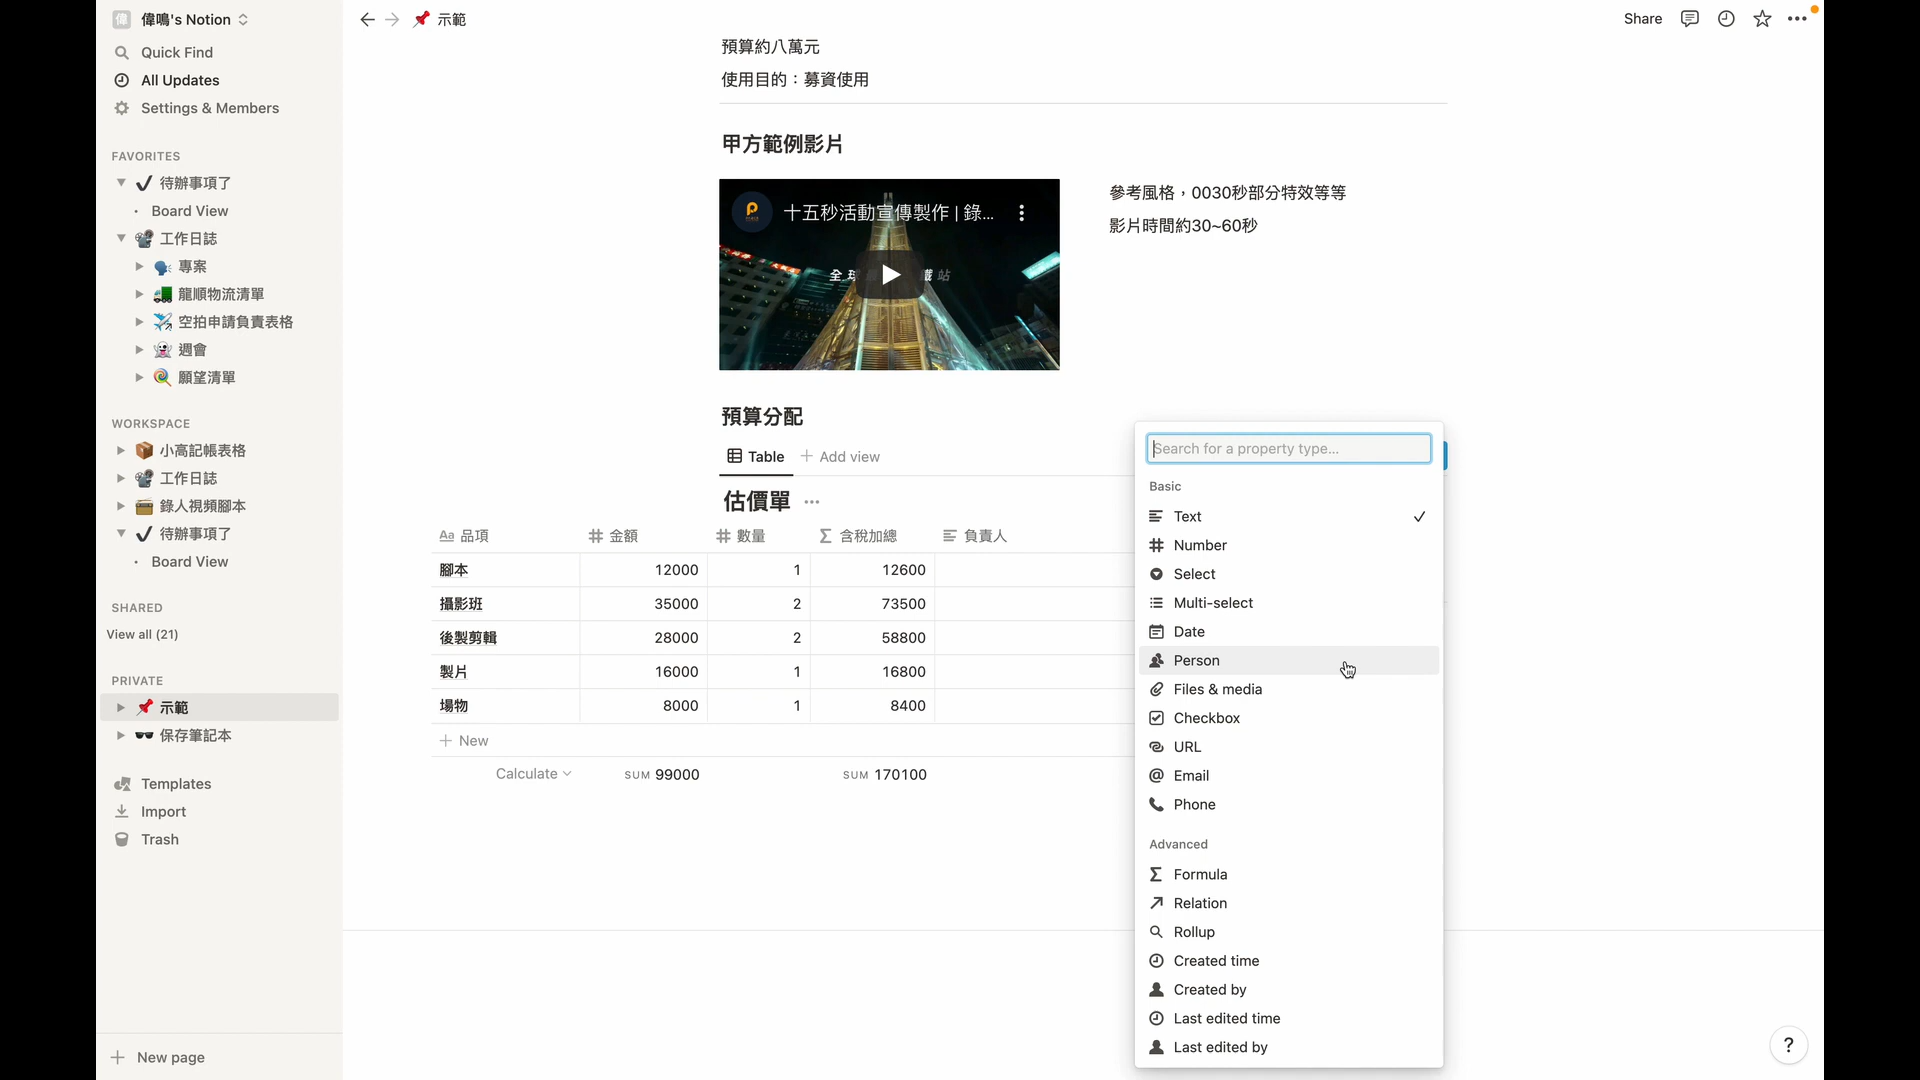 偉 偉鳴's Notion
Quick Find
All Updates
Settings & Members
FAVORITES
待辦事項了
Board View
工作日誌
專案
龍順物流清單
空拍申請負責表格
週會
願望清單
WORKSPACE
小高記帳表格
工作日誌
錄人視頻腳本
待辦事項了
Board View
SHARED
View all (21)
PRIVATE
示範
保存筆記本
Templates
Import
Trash
New page
示範
Share
預算約八萬元
使用目的：募資使用
甲方範例影片
十五秒活動宣傳製作 | 錄...
全球 鐵站
參考風格，0030秒部分特效等等
影片時間約30~60秒
預算分配
Table
Add view
估價單
Aa 品項 金額 數量 含稅加總 負責人
腳本 12000 1 12600
攝影班 35000 2 73500
後製剪輯 28000 2 58800
製片 16000 1 16800
場物 8000 1 8400
New
Calculate SUM 99000 SUM 170100
Search for a property type...
Basic
Text
Number
Select
Multi-select
Date
Person
Files & media
Checkbox
URL
Email
Phone
Advanced
Formula
Relation
Rollup
Created time
Created by
Last edited time
Last edited by
?